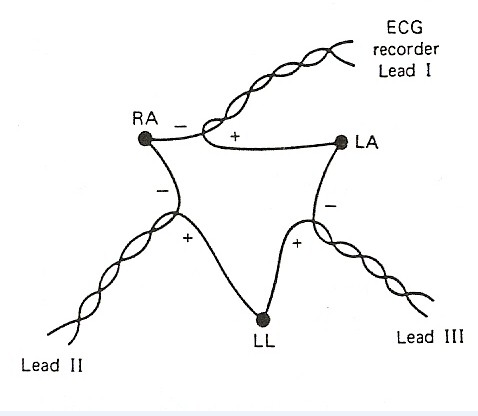 ECG
recorder
Lead I
RA
−
+
LA
−
−
+
+
LL
Lead III
Lead II